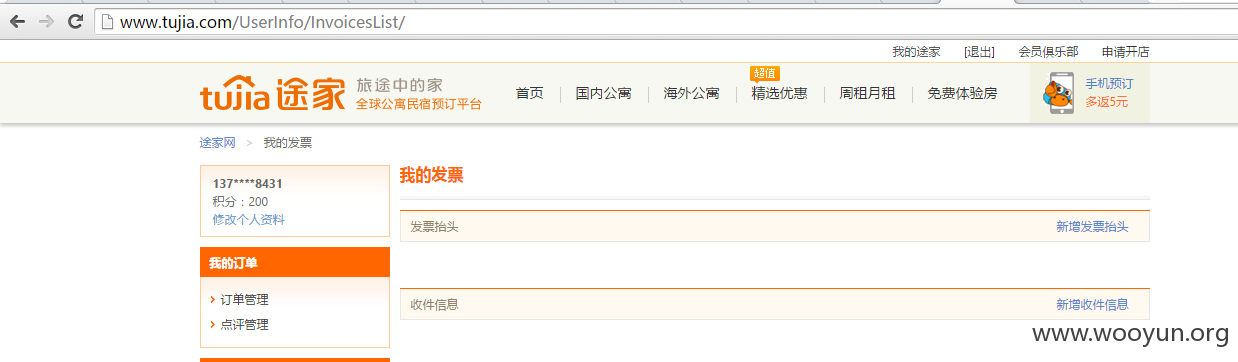 www.tujia.com/UserInfo/InvoicesList/
我的途家 [退出] 会员俱乐部 申请开店
tujia 途家 旅途中的家
全球公寓民宿预订平台
首页 国内公寓 海外公寓 超值 精选优惠 周租月租 免费体验房
手机预订
多返5元
途家网 > 我的发票
137****8431
积分：200
修改个人资料
我的订单
> 订单管理
> 点评管理
我的发票
发票抬头 新增发票抬头
收件信息 新增收件信息
www.wooyun.org